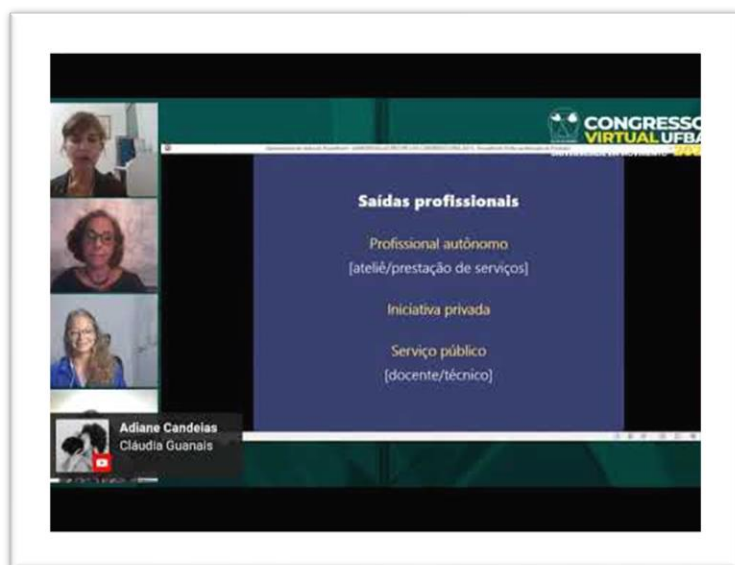 CONGRESSO
VIRTUAL UFBA
Saídas profissionais
Profissional autônomo
[ateliê/prestação de serviços]
Iniciativa privada
Serviço público
[docente/técnico]
Adiane Candeias
Cláudia Guanais